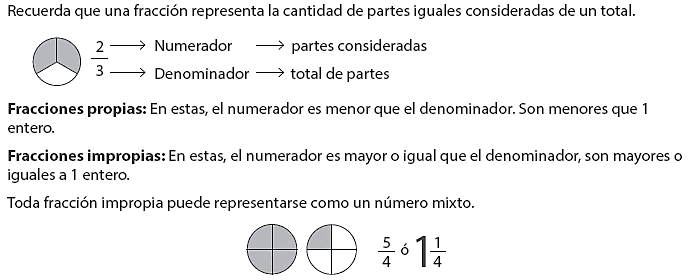 Recuerda que una fracción representa la cantidad de partes iguales consideradas de un total.
2/3 → Numerador → partes consideradas
→ Denominador → total de partes
Fracciones propias: En estas, el numerador es menor que el denominador. Son menores que 1
entero.
Fracciones impropias: En estas, el numerador es mayor o igual que el denominador, son mayores o
iguales a 1 entero.
Toda fracción impropia puede representarse como un número mixto.
5/4 ó 1 1/4